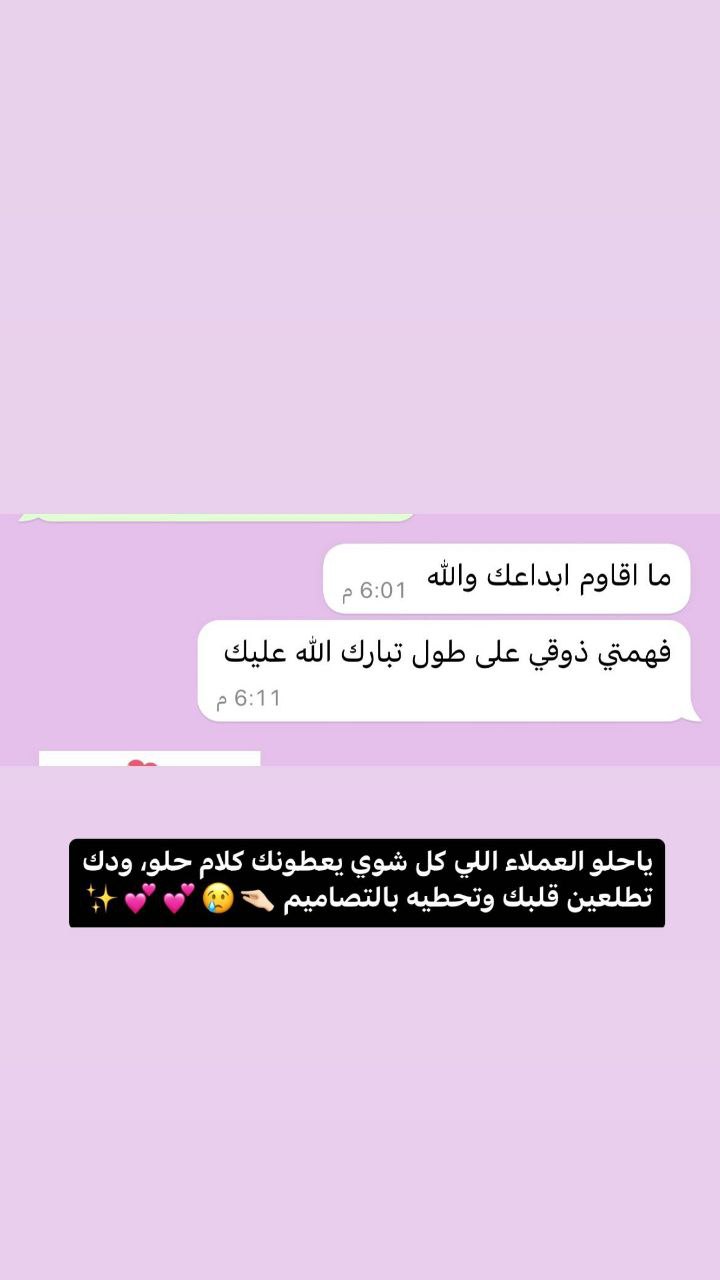 ما اقاوم ابداعك والله
6:01 م
فهمتي ذوقي على طول تبارك الله عليك
6:11 م
ياحلو العملاء اللي كل شوي يعطونك كلام حلو، ودك
تطلعين قلبك وتحطيه بالتصاميم 🤏🏻😢💕💕✨